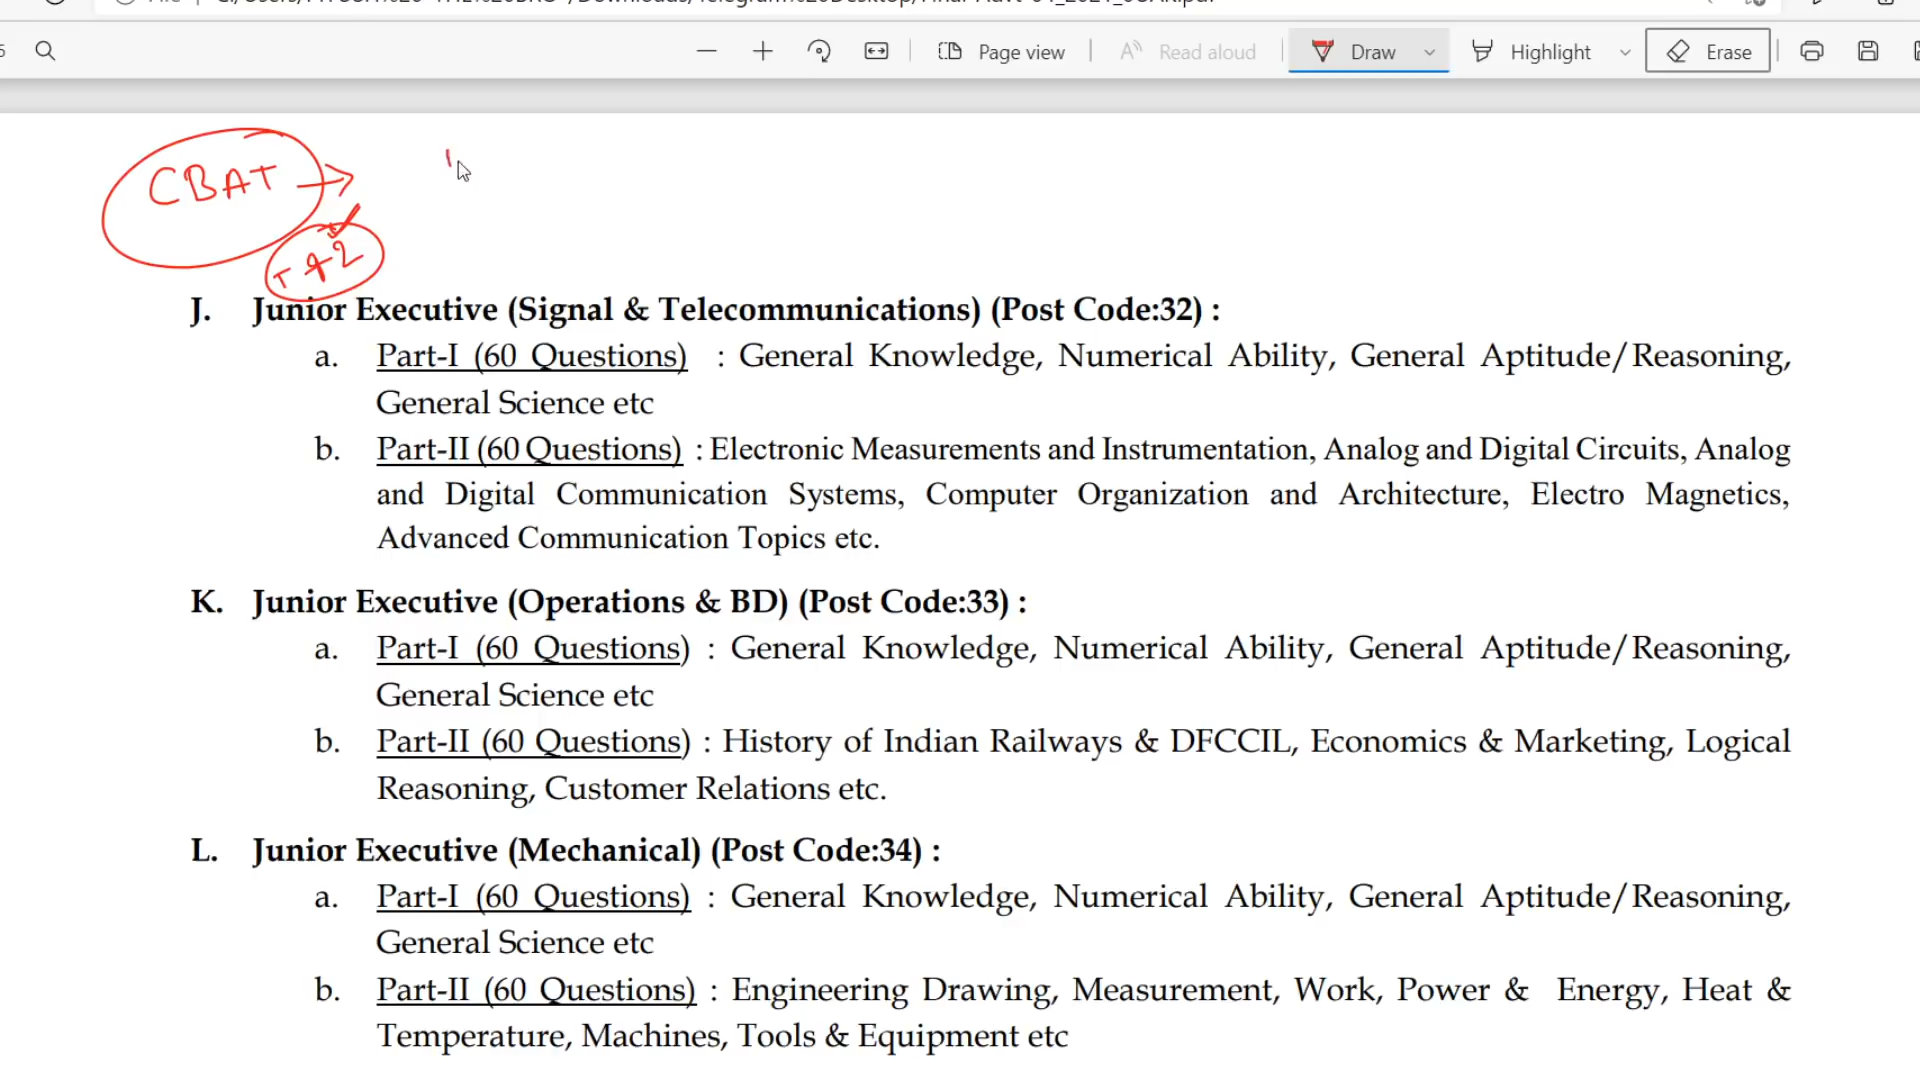 Page view
Read aloud
Draw
Highlight
Erase
CBAT
T A 2
J. Junior Executive (Signal & Telecommunications) (Post Code:32) :
a. Part-I (60 Questions) : General Knowledge, Numerical Ability, General Aptitude/Reasoning,
General Science etc
b. Part-II (60 Questions) : Electronic Measurements and Instrumentation, Analog and Digital Circuits, Analog
and Digital Communication Systems, Computer Organization and Architecture, Electro Magnetics,
Advanced Communication Topics etc.
K. Junior Executive (Operations & BD) (Post Code:33) :
a. Part-I (60 Questions) : General Knowledge, Numerical Ability, General Aptitude/Reasoning,
General Science etc
b. Part-II (60 Questions) : History of Indian Railways & DFCCIL, Economics & Marketing, Logical
Reasoning, Customer Relations etc.
L. Junior Executive (Mechanical) (Post Code:34) :
a. Part-I (60 Questions) : General Knowledge, Numerical Ability, General Aptitude/Reasoning,
General Science etc
b. Part-II (60 Questions) : Engineering Drawing, Measurement, Work, Power & Energy, Heat &
Temperature, Machines, Tools & Equipment etc